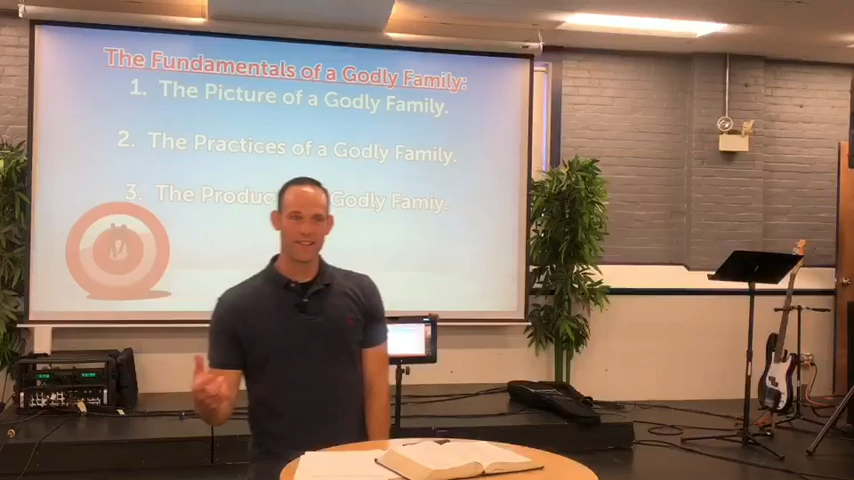 The Fundamentals of a Godly Family:
1. The Picture of a Godly Family.
2. The Practices of a Godly Family.
3. The Produc Godly Famiy.